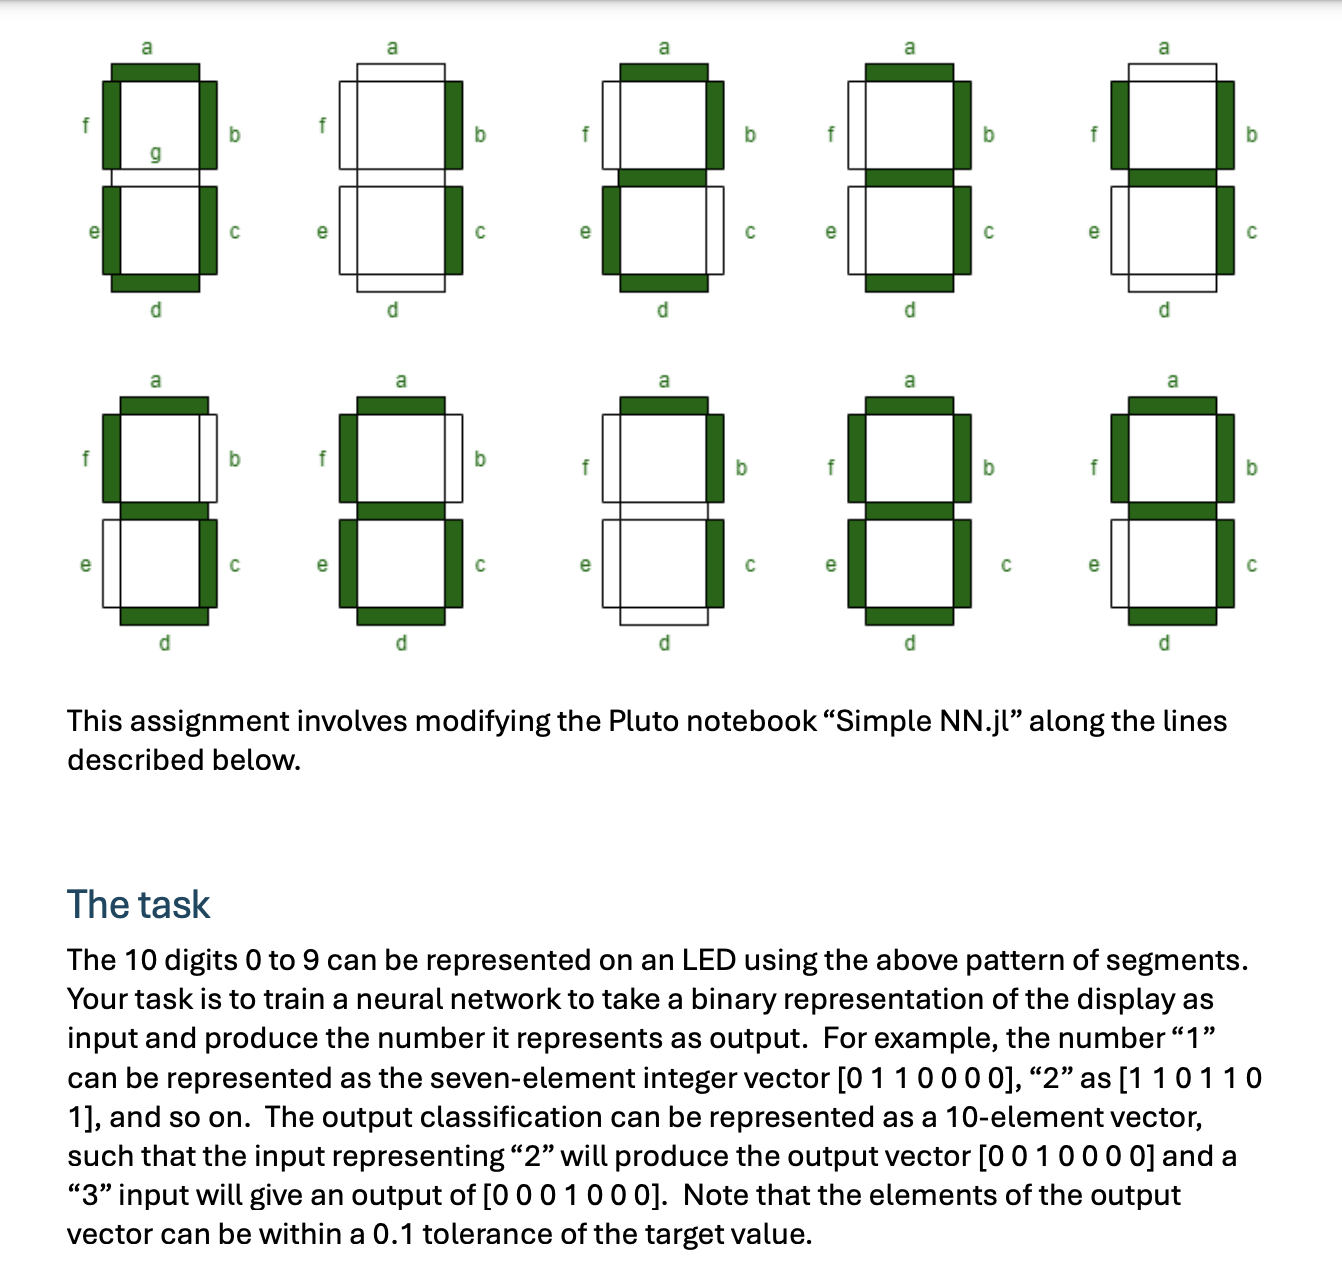 a a a a a
f b f b f b f b f b
g
e c e c e c e c e c
d d d d d
a a a a a
f b f b f b f b f b
e c e c e c e c e c
d d d d d
This assignment involves modifying the Pluto notebook “Simple NN.jl” along the lines
described below.
The task
The 10 digits 0 to 9 can be represented on an LED using the above pattern of segments.
Your task is to train a neural network to take a binary representation of the display as
input and produce the number it represents as output.  For example, the number “1”
can be represented as the seven-element integer vector [0 1 1 0 0 0 0], “2” as [1 1 0 1 1 0
1], and so on.  The output classification can be represented as a 10-element vector,
such that the input representing “2” will produce the output vector [0 0 1 0 0 0 0] and a
“3” input will give an output of [0 0 0 1 0 0 0].  Note that the elements of the output
vector can be within a 0.1 tolerance of the target value.